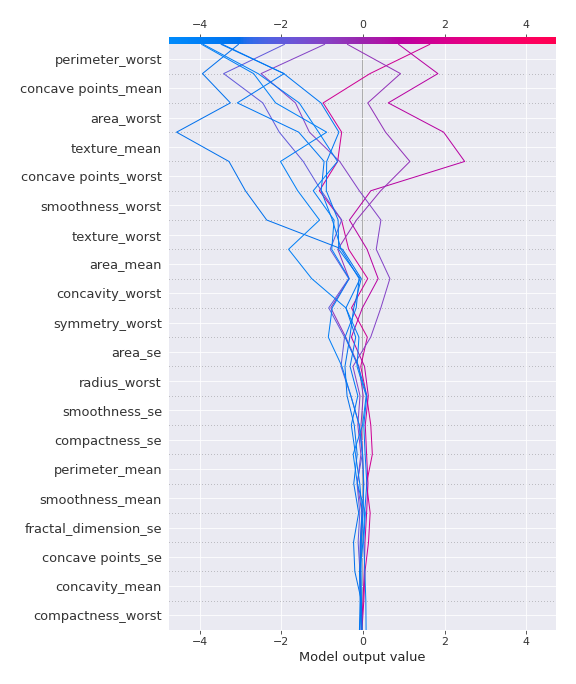 −4 −2 0 2 4
perimeter_worst
concave points_mean
area_worst
texture_mean
concave points_worst
smoothness_worst
texture_worst
area_mean
concavity_worst
symmetry_worst
area_se
radius_worst
smoothness_se
compactness_se
perimeter_mean
smoothness_mean
fractal_dimension_se
concave points_se
concavity_mean
compactness_worst
−4 −2 0 2 4
Model output value